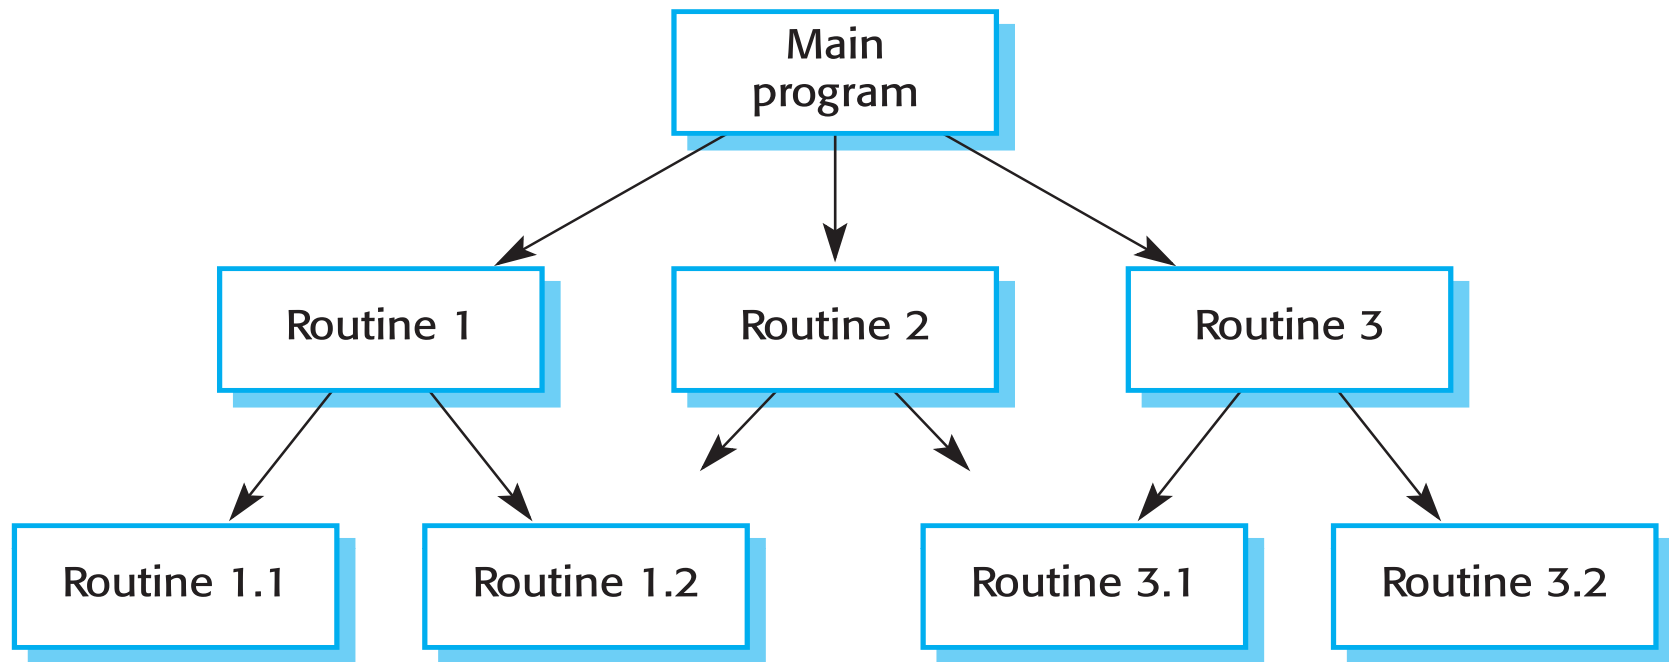 Main
program
Routine 1
Routine 2
Routine 3
Routine 1.1
Routine 1.2
Routine 3.1
Routine 3.2